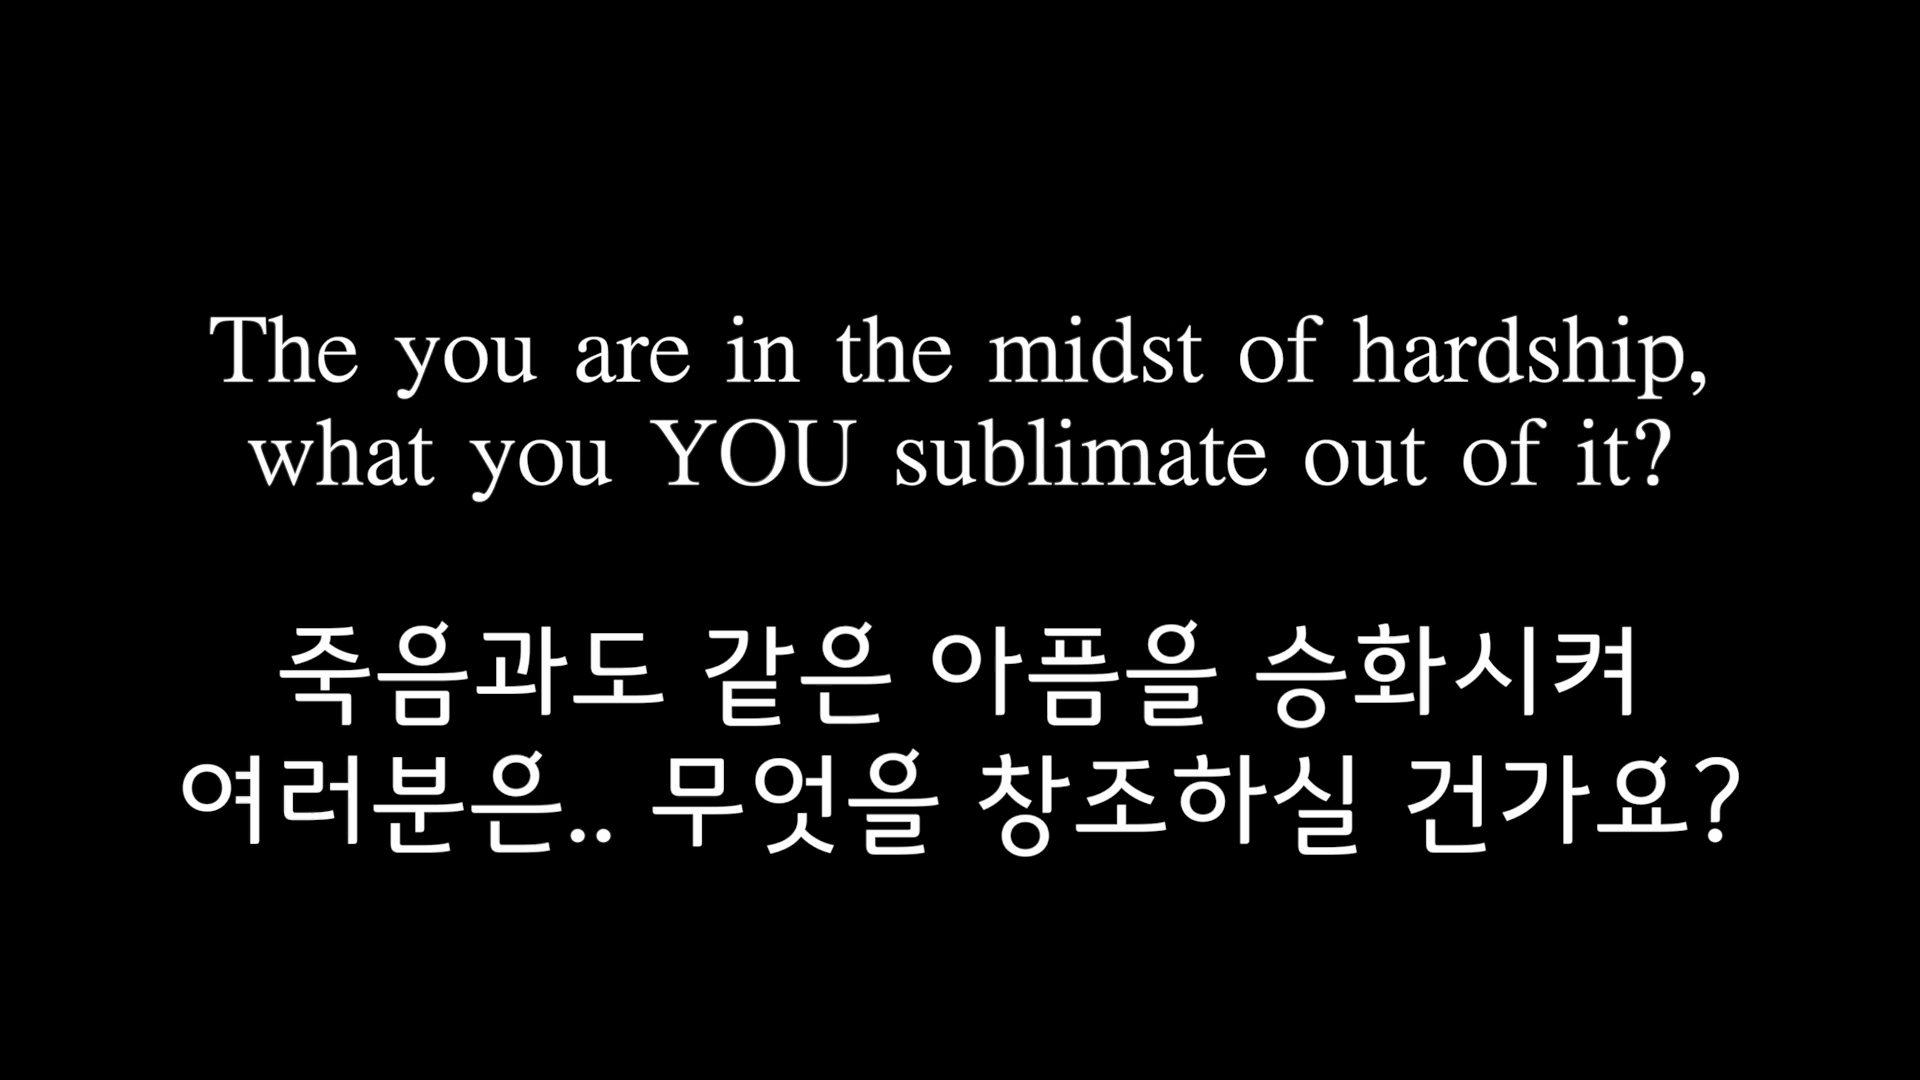 The you are in the midst of hardship,
what you YOU sublimate out of it?
죽음과도 같은 아픔을 승화시켜
여러분은.. 무엇을 창조하실 건가요?